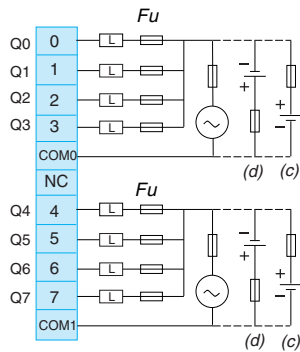 Fu
Q0 0 L
Q1 1 L
Q2 2 L
Q3 3 L
COM0
NC
− + − +
(d) (c)
Fu
Q4 4 L
Q5 5 L
Q6 6 L
Q7 7 L
COM1
− + + −
(d) (c)